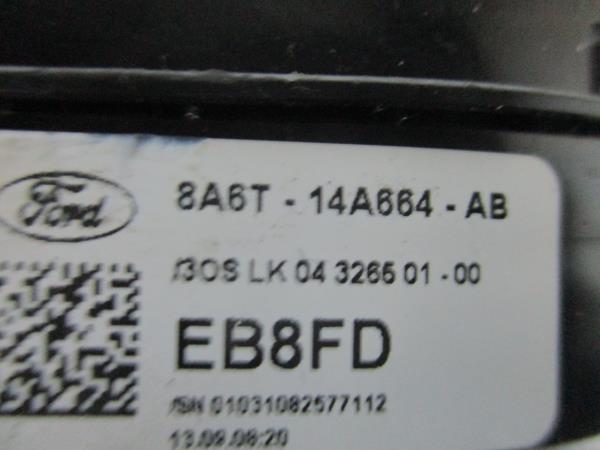 Ford
8A6T - 14A664 - AB
/3OS LK 04 3265 01 - 00
EB8FD
/SN 01031082577112
13.09.08:20